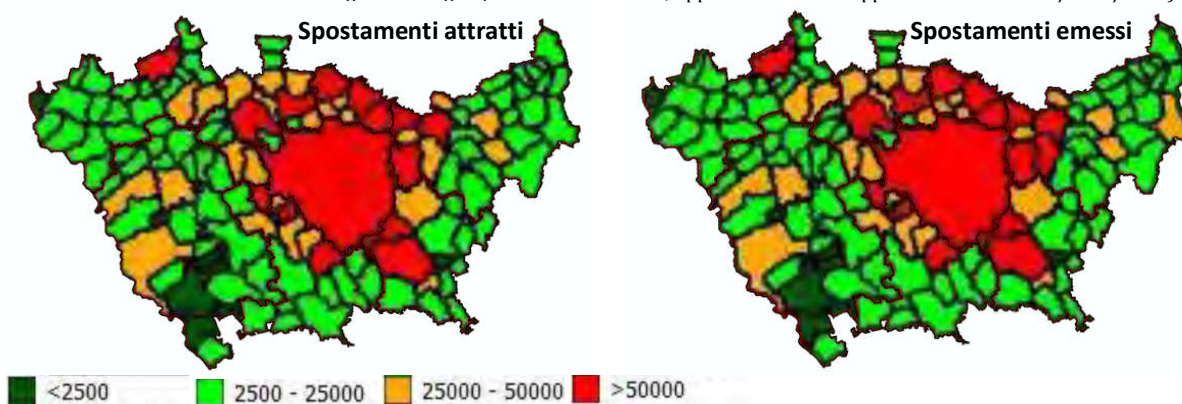 Spostamenti attratti
Spostamenti emessi
<2500
2500 - 25000
25000 - 50000
>50000